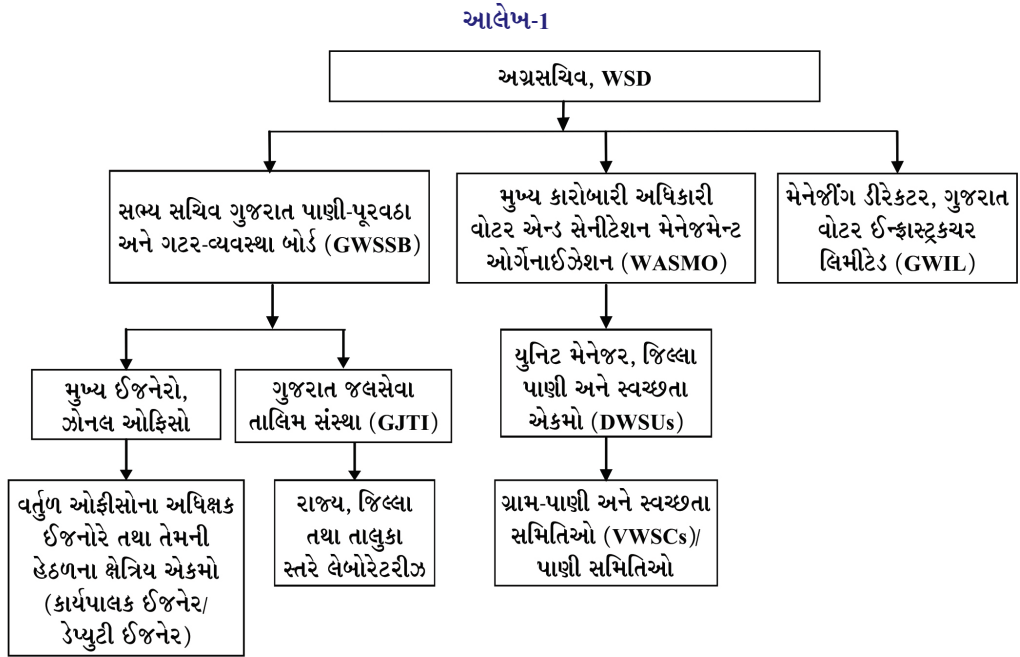 આલેખ-1
અગ્રસચિવ, WSD
સભ્ય સચિવ ગુજરાત પાણી-પૂરવઠા
અને ગટર-વ્યવસ્થા બોર્ડ (GWSSB)
મુખ્ય કારોબારી અધિકારી
વોટર એન્ડ સેનીટેશન મેનેજમેન્ટ
ઓર્ગેનાઈઝેશન (WASMO)
મેનેજીંગ ડીરેકટર, ગુજરાત
વોટર ઈન્ફ્રાસ્ટ્રકચર
લિમીટેડ (GWIL)
મુખ્ય ઈજનેરો,
ઝોનલ ઓફિસો
ગુજરાત જલસેવા
તાલિમ સંસ્થા (GJTI)
યુનિટ મેનેજર, જિલ્લા
પાણી અને સ્વચ્છતા
એકમો (DWSUs)
વર્તુળ ઓફીસોના અધિક્ષક
ઈજનોરે તથા તેમની
હેઠળના ક્ષેત્રિય એકમો
(કાર્યપાલક ઈજનેર/
ડેપ્યુટી ઈજનેર)
રાજ્ય, જિલ્લા
તથા તાલુકા
સ્તરે લેબોરેટરીઝ
ગ્રામ-પાણી અને સ્વચ્છતા
સમિતિઓ (VWSCs)/
પાણી સમિતિઓ